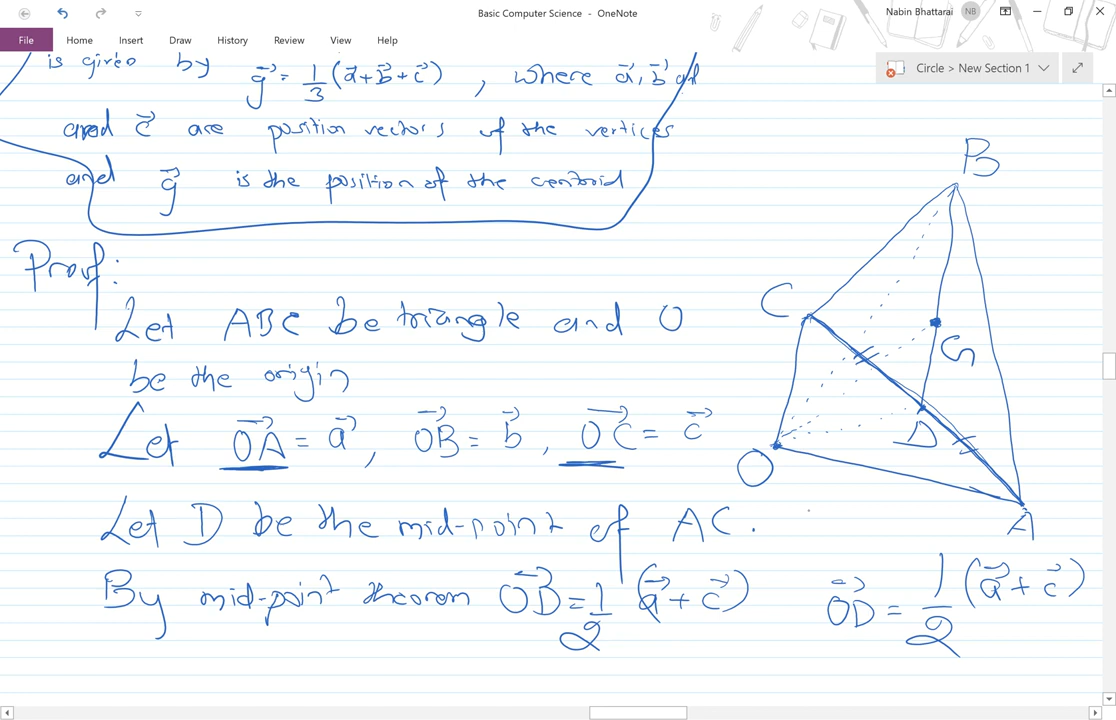 Basic Computer Science - OneNote
Nabin Bhattarai NB
File Home Insert Draw History Review View Help
Circle > New Section 1
is given by g⃗ = 1/3 (a⃗+b⃗+c⃗) , where a⃗, b⃗
and c⃗ are position vectors of the vertices
and g⃗ is the position of the centroid
Proof:
Let ABC be triangle and O
be the origin
Let OA⃗ = a⃗, OB⃗ = b⃗, OC⃗ = c⃗
Let D be the mid-point of AC.
By mid-point theorem OD⃗ = 1/2 (a⃗ + c⃗)
OD⃗ = 1/2 (a⃗ + c⃗)
B
C
G
D
O
A